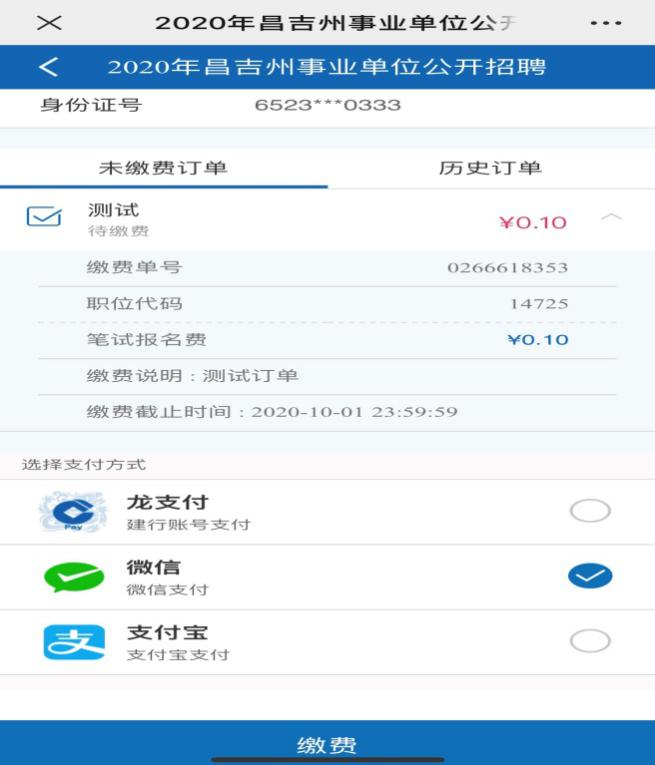 2020年昌吉州事业单位公
2020年昌吉州事业单位公开招聘
身份证号 6523***0333
未缴费订单 历史订单
测试 ¥0.10
待缴费
缴费单号 0266618353
职位代码 14725
笔试报名费 ¥0.10
缴费说明：测试订单
缴费截止时间：2020-10-01 23:59:59
选择支付方式
Pay
龙支付
建行账号支付
微信
微信支付
支
支付宝
支付宝支付
缴费